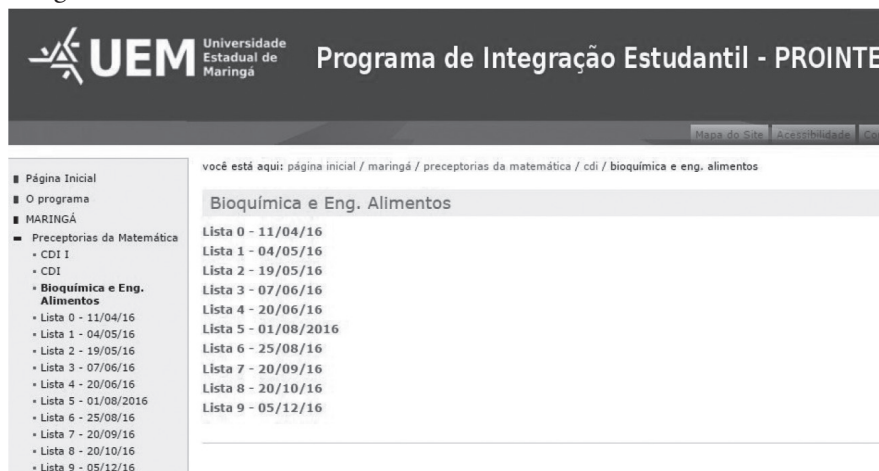 UEM
Universidade
Estadual de
Maringá
Programa de Integração Estudantil - PROINTE
Mapa do Site Acessibilidade
você está aqui: página inicial / maringá / preceptorias da matemática / cdi / bioquímica e eng. alimentos
Página Inicial
O programa
MARINGÁ
Preceptorias da Matemática
CDI I
CDI
Bioquímica e Eng.
Alimentos
Lista 0 - 11/04/16
Lista 1 - 04/05/16
Lista 2 - 19/05/16
Lista 3 - 07/06/16
Lista 4 - 20/06/16
Lista 5 - 01/08/2016
Lista 6 - 25/08/16
Lista 7 - 20/09/16
Lista 8 - 20/10/16
Lista 9 - 05/12/16
Bioquímica e Eng. Alimentos
Lista 0 - 11/04/16
Lista 1 - 04/05/16
Lista 2 - 19/05/16
Lista 3 - 07/06/16
Lista 4 - 20/06/16
Lista 5 - 01/08/2016
Lista 6 - 25/08/16
Lista 7 - 20/09/16
Lista 8 - 20/10/16
Lista 9 - 05/12/16